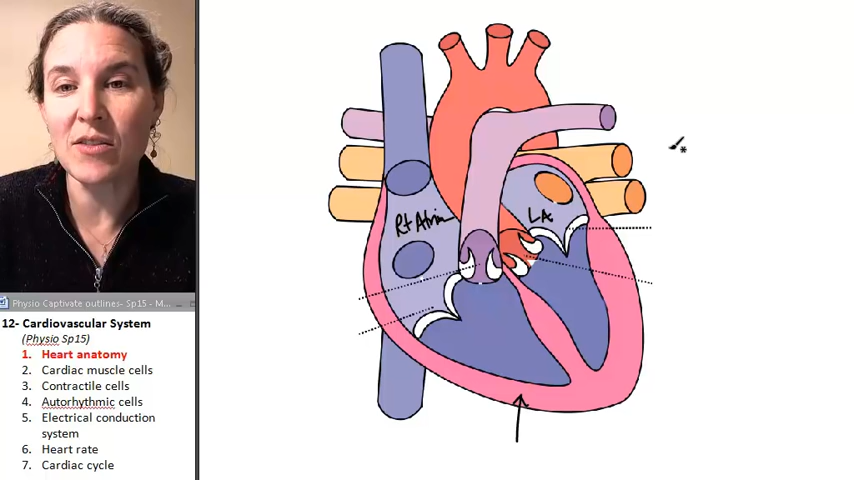 Physio Captivate outlines- Sp15 - M...
12- Cardiovascular System
(Physio Sp15)
1. Heart anatomy
2. Cardiac muscle cells
3. Contractile cells
4. Autorhythmic cells
5. Electrical conduction
system
6. Heart rate
7. Cardiac cycle
Rt Atrium
LA